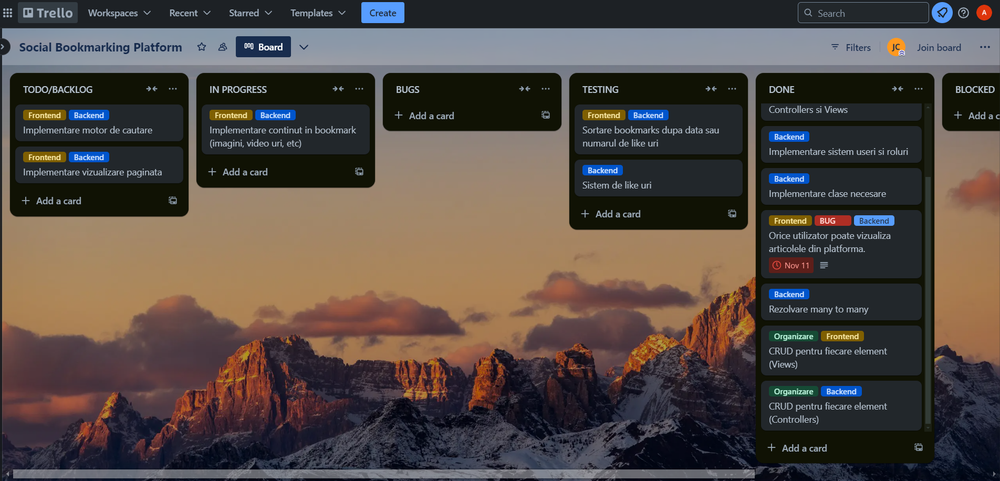 Trello
Workspaces
Recent
Starred
Templates
Create
Search
A
Social Bookmarking Platform
Board
Filters
JC
Join board
TODO/BACKLOG
Frontend Backend
Implementare motor de cautare
Frontend Backend
Implementare vizualizare paginata
Add a card
IN PROGRESS
Frontend Backend
Implementare continut in bookmark
(imagini, video uri, etc)
Add a card
BUGS
Add a card
TESTING
Frontend Backend
Sortare bookmarks dupa data sau
numarul de like uri
Backend
Sistem de like uri
Add a card
DONE
Controllers si Views
Backend
Implementare sistem useri si roluri
Backend
Implementare clase necesare
Frontend BUG Backend
Orice utilizator poate vizualiza
articolele din platforma.
Nov 11
Backend
Rezolvare many to many
Organizare Frontend
CRUD pentru fiecare element
(Views)
Organizare Backend
CRUD pentru fiecare element
(Controllers)
Add a card
BLOCKED
Add a c